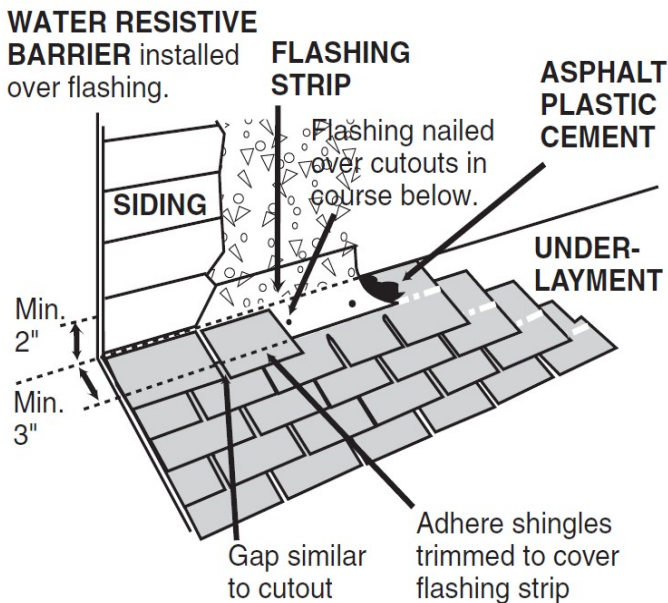 WATER RESISTIVE
BARRIER installed
over flashing.
FLASHING
STRIP
Flashing nailed
over cutouts in
course below.
ASPHALT
PLASTIC
CEMENT
SIDING
UNDER-
LAYMENT
Min.
2"
Min.
3"
Gap similar
to cutout
Adhere shingles
trimmed to cover
flashing strip